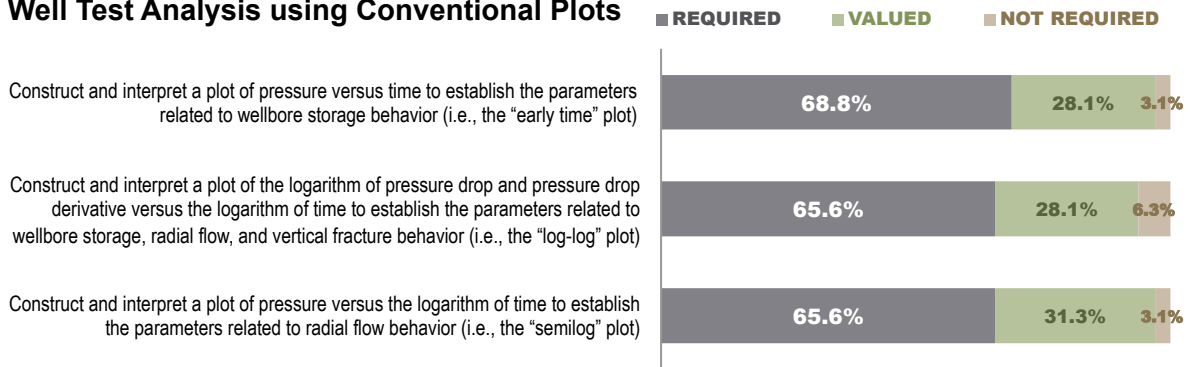 Well Test Analysis using Conventional Plots
REQUIRED VALUED NOT REQUIRED
Construct and interpret a plot of pressure versus time to establish the parameters
related to wellbore storage behavior (i.e., the “early time” plot)
68.8% 28.1% 3.1%
Construct and interpret a plot of the logarithm of pressure drop and pressure drop
derivative versus the logarithm of time to establish the parameters related to
wellbore storage, radial flow, and vertical fracture behavior (i.e., the “log-log” plot)
65.6% 28.1% 6.3%
Construct and interpret a plot of pressure versus the logarithm of time to establish
the parameters related to radial flow behavior (i.e., the “semilog” plot)
65.6% 31.3% 3.1%